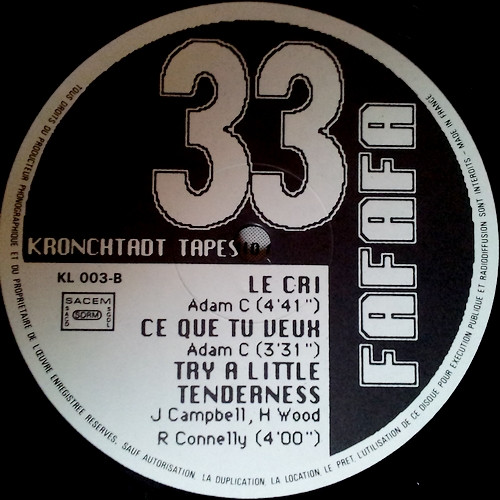 33
FAFAFA
KRONCHTADT TAPES
KL 003-B
SACEM
SACD
SDRM
SGDL
LE CRI
Adam C (4'41")
CE QUE TU VEUX
Adam C (3'31")
TRY A LITTLE
TENDERNESS
J Campbell, H Wood
R Connelly (4'00")
TOUS DROITS DU PRODUCTEUR PHONOGRAPHIQUE ET DU PROPRIETAIRE DE L'ŒUVRE ENREGISTREE RESERVES, SAUF AUTORISATION, LA DUPLICATION, LA LOCATION, LE PRET, L'UTILISATION DE CE DISQUE POUR EXECUTION PUBLIQUE ET RADIODIFFUSION SONT INTERDITS - MADE IN FRANCE